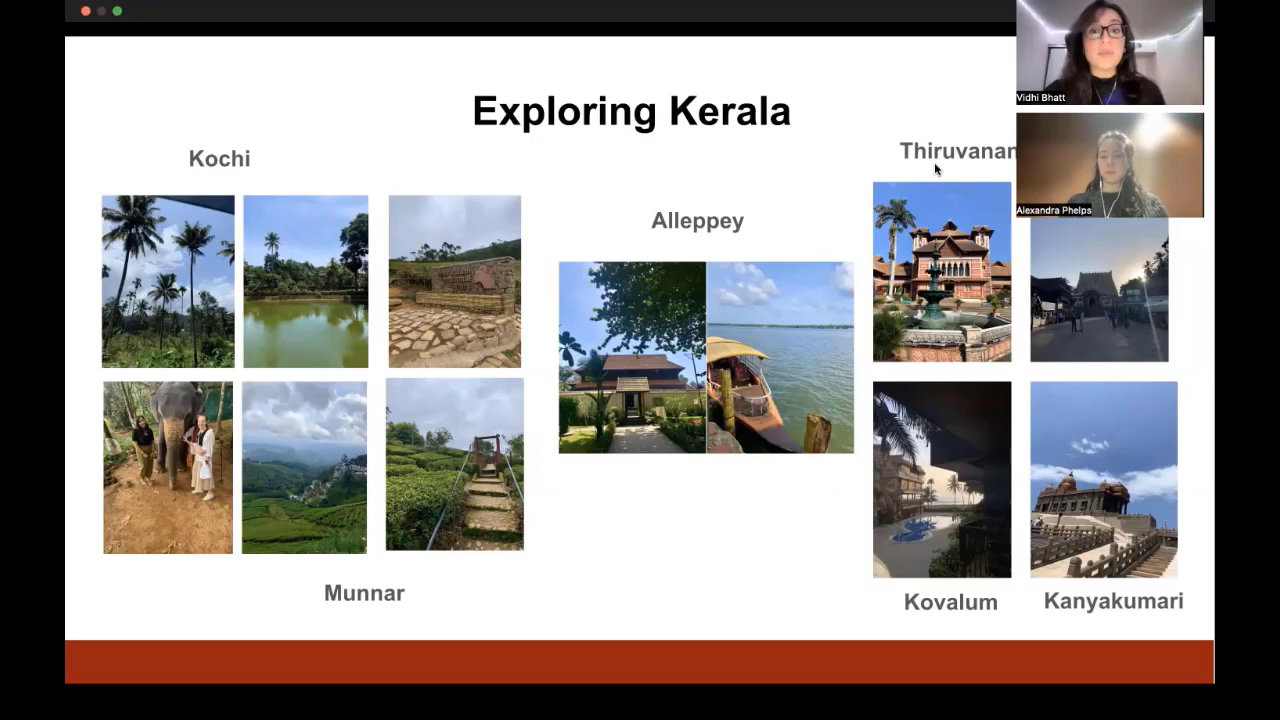 Exploring Kerala
Kochi
Thiruvanan
Alleppey
Munnar
Kovalum
Kanyakumari
Vidhi Bhatt
Alexandra Phelps